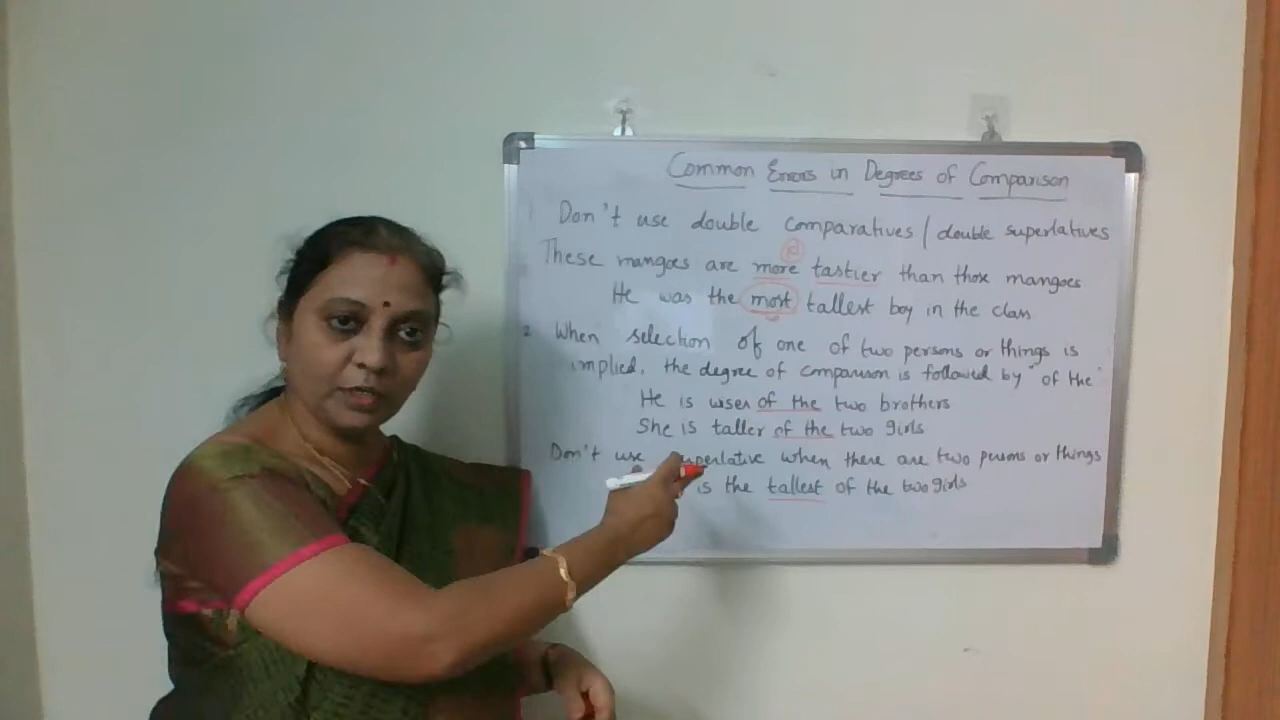 Common Errors in Degrees of Comparison
Don't use double comparatives / double superlatives
These mangoes are more tastier than those mangoes
He was the most tallest boy in the class
2 When selection of one of two persons or things is
implied, the degree of comparison is followed by "of the"
He is wiser of the two brothers
She is taller of the two girls
Don't use superlative when there are two persons or things
is the tallest of the two girls